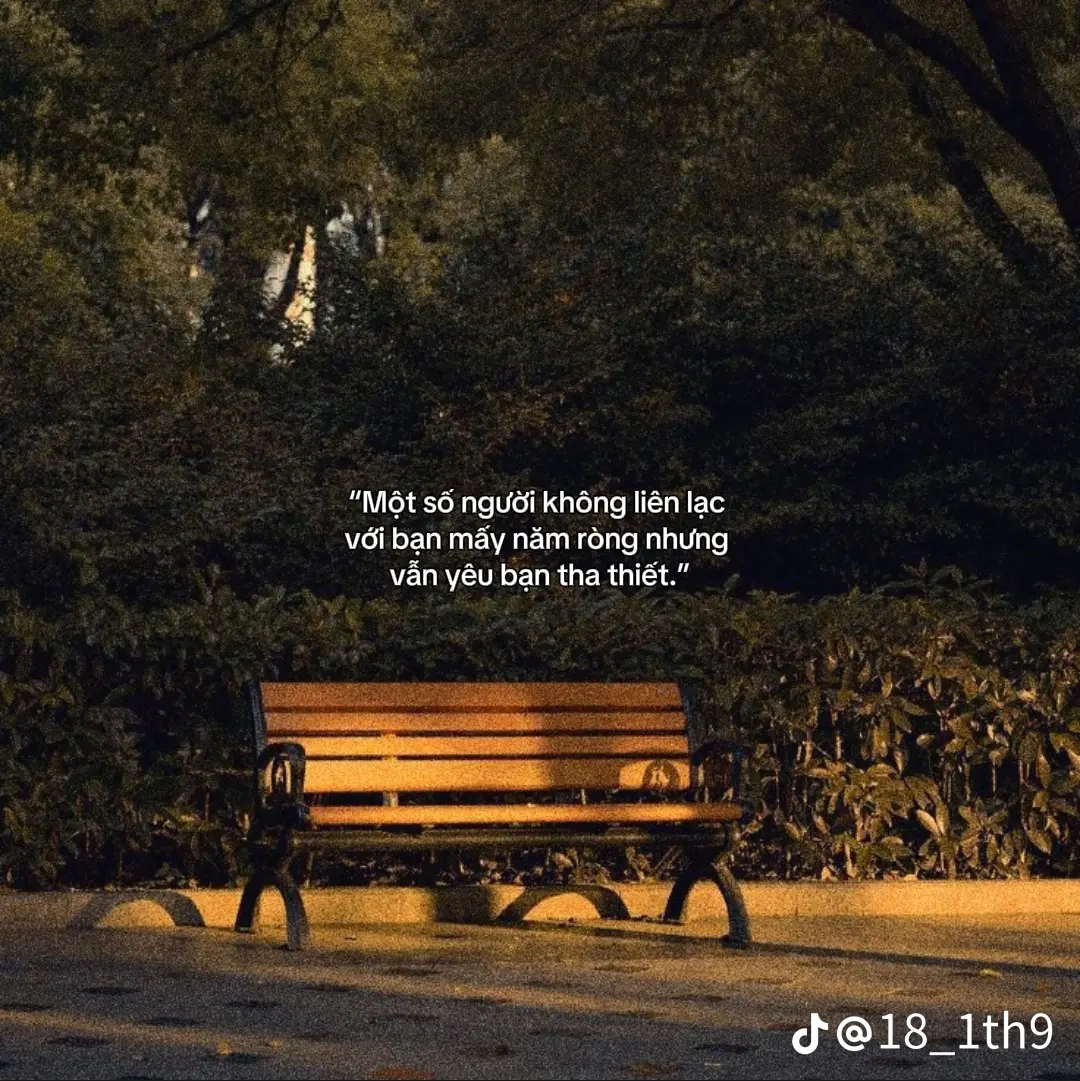 “Một số người không liên lạc
với bạn mấy năm ròng nhưng
vẫn yêu bạn tha thiết.”
@18_1th9